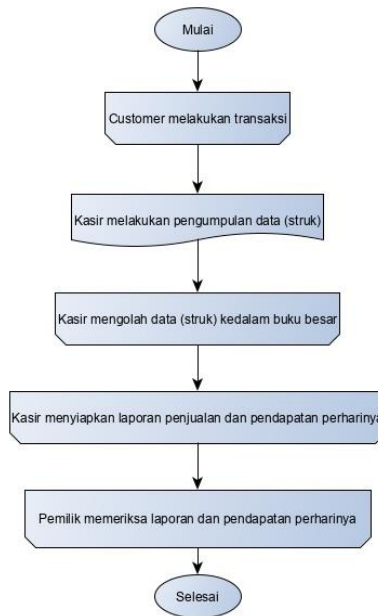 Mulai
Customer melakukan transaksi
Kasir melakukan pengumpulan data (struk)
Kasir mengolah data (struk) kedalam buku besar
Kasir menyiapkan laporan penjualan dan pendapatan perharinya
Pemilik memeriksa laporan dan pendapatan perharinya
Selesai